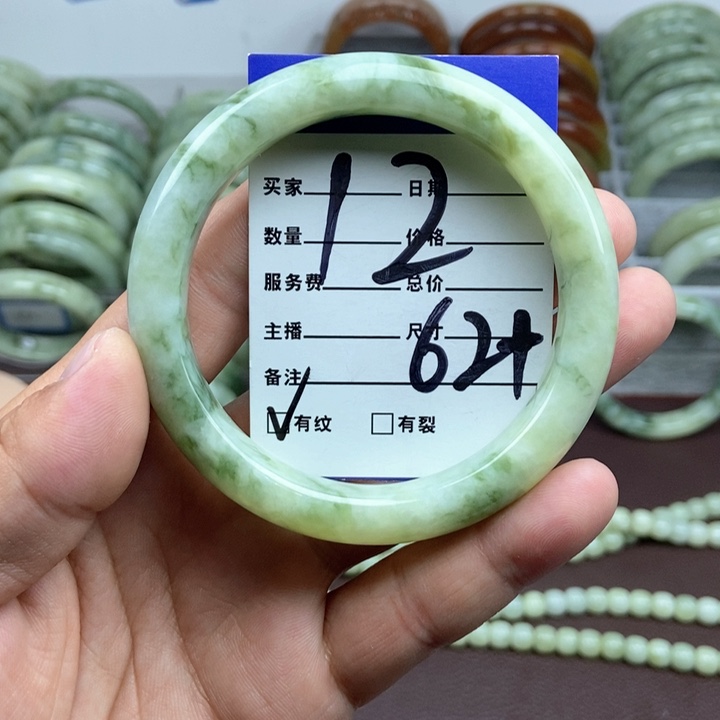 12
买家 日期
数量 价格
服务费 总价
主播 尺寸
62+
备注
✓有纹 □有裂